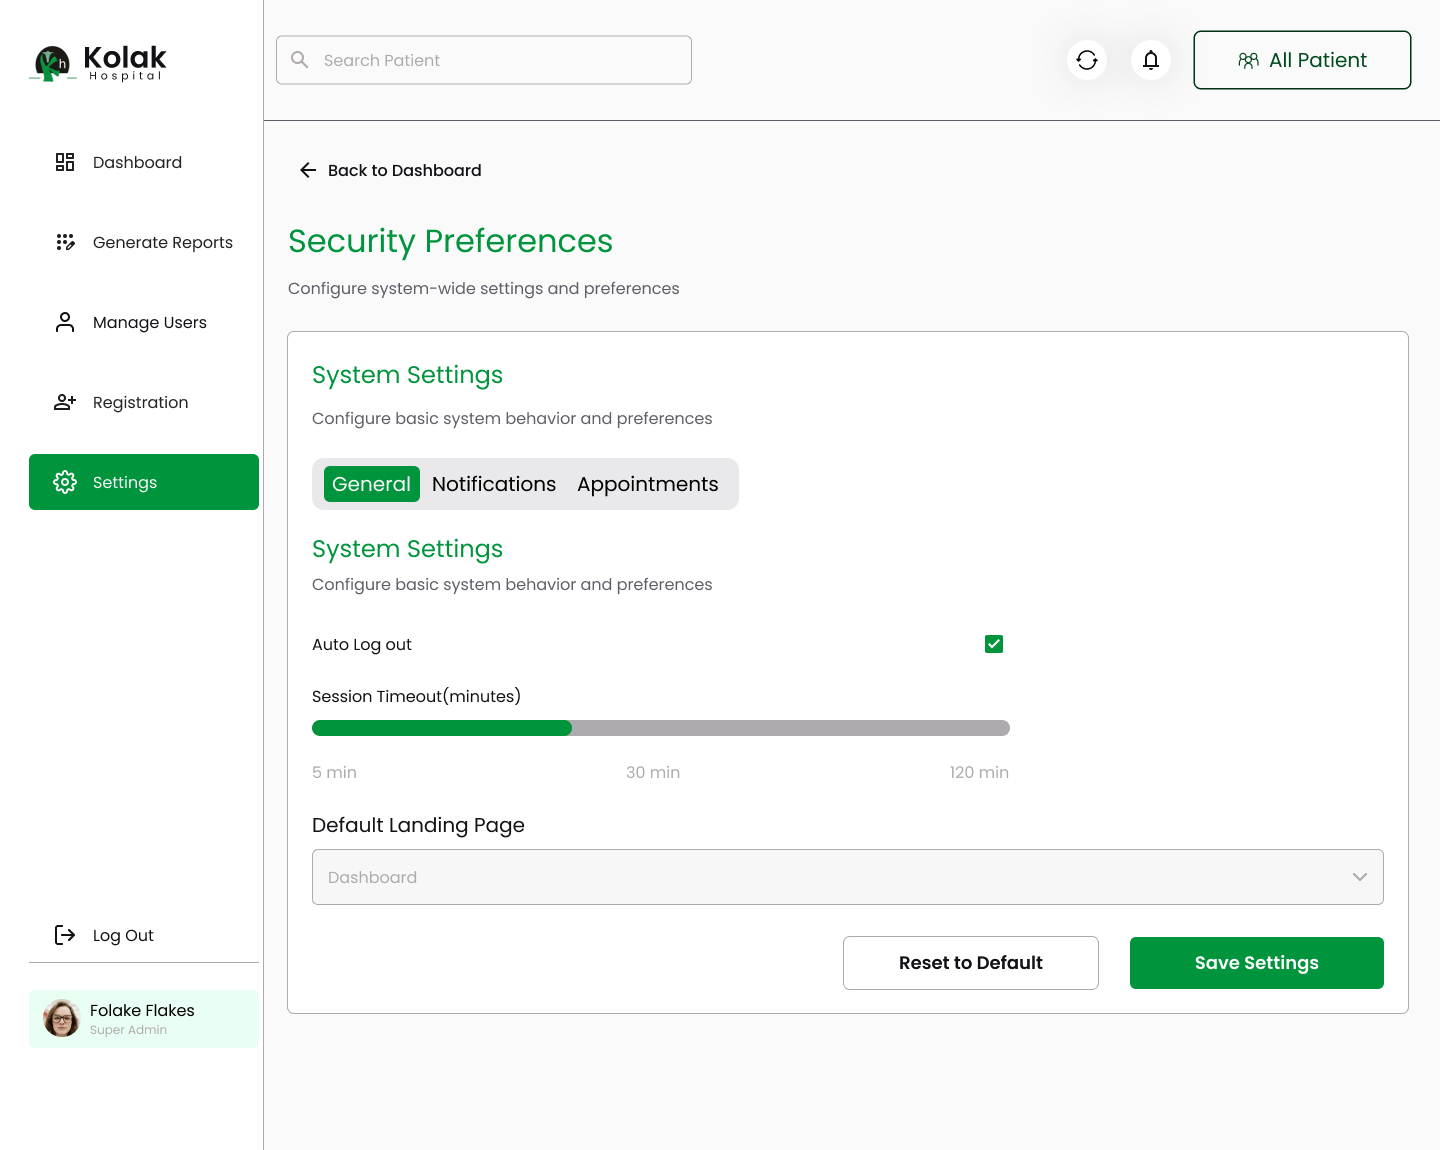 Kolak
Hospital
Search Patient
All Patient
Dashboard
Generate Reports
Manage Users
Registration
Settings
Log Out
Folake Flakes
Super Admin
Back to Dashboard
Security Preferences
Configure system-wide settings and preferences
System Settings
Configure basic system behavior and preferences
General Notifications Appointments
System Settings
Configure basic system behavior and preferences
Auto Log out
Session Timeout(minutes)
5 min 30 min 120 min
Default Landing Page
Dashboard
Reset to Default Save Settings